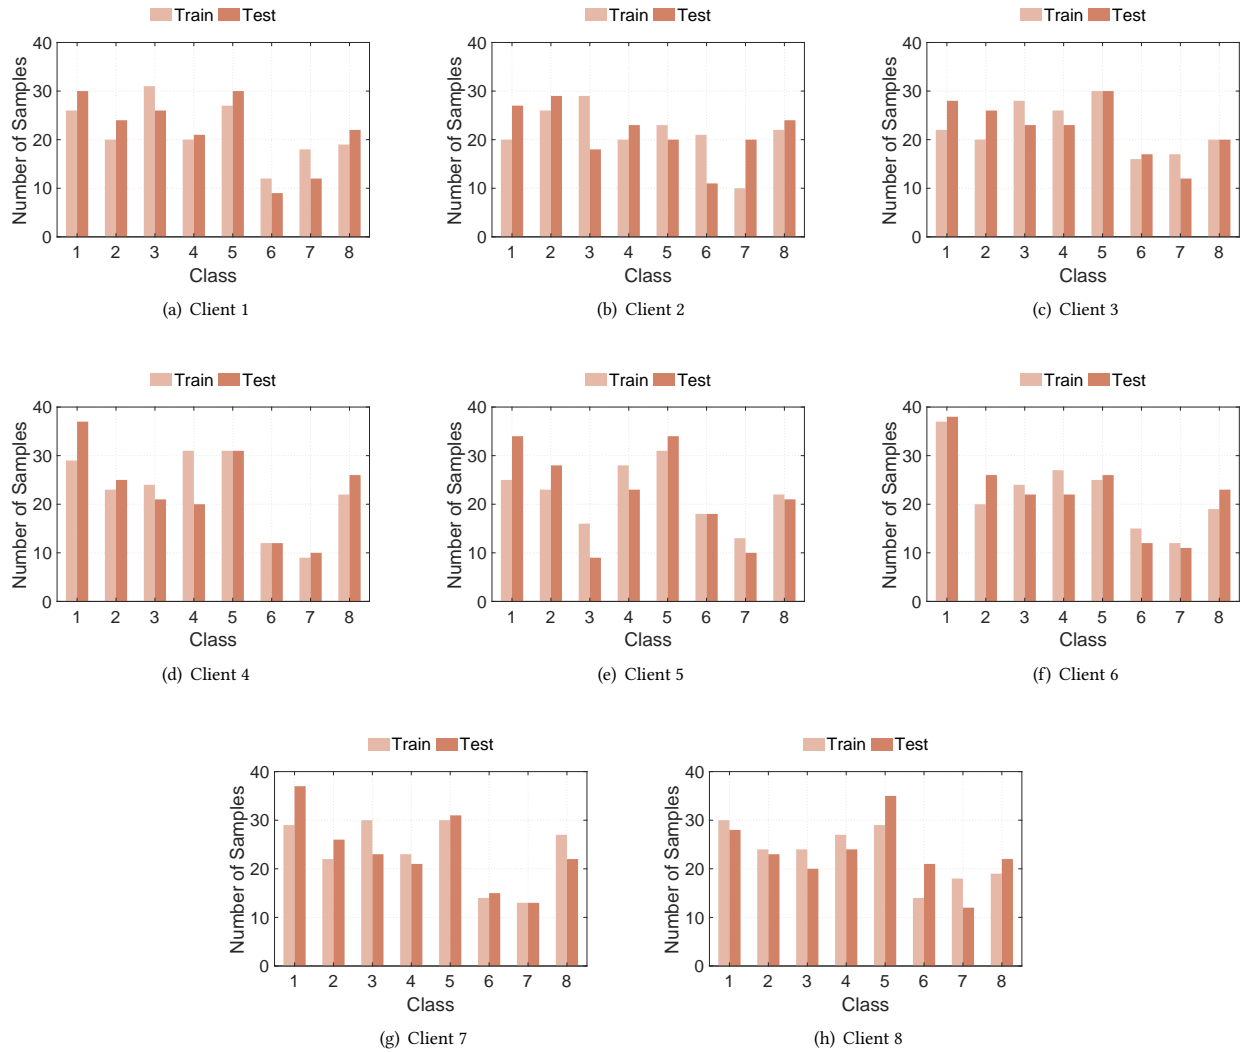 Train Test
Train Test
Train Test
40
30
20
10
0
Number of Samples
1 2 3 4 5 6 7 8
Class
(a) Client 1
40
30
20
10
0
Number of Samples
1 2 3 4 5 6 7 8
Class
(b) Client 2
40
30
20
10
0
Number of Samples
1 2 3 4 5 6 7 8
Class
(c) Client 3
Train Test
40
30
20
10
0
Number of Samples
1 2 3 4 5 6 7 8
Class
(d) Client 4
Train Test
40
30
20
10
0
Number of Samples
1 2 3 4 5 6 7 8
Class
(e) Client 5
Train Test
40
30
20
10
0
Number of Samples
1 2 3 4 5 6 7 8
Class
(f) Client 6
Train Test
40
30
20
10
0
Number of Samples
1 2 3 4 5 6 7 8
Class
(g) Client 7
Train Test
40
30
20
10
0
Number of Samples
1 2 3 4 5 6 7 8
Class
(h) Client 8